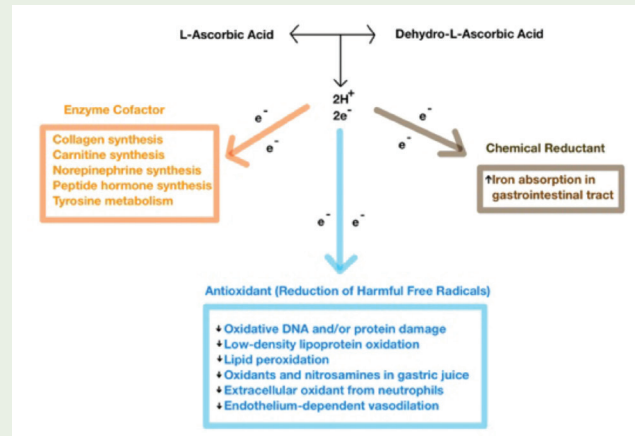 L-Ascorbic Acid
Dehydro-L-Ascorbic Acid
2H⁺
2e⁻
e⁻
e⁻
Enzyme Cofactor
Collagen synthesis
Carnitine synthesis
Norepinephrine synthesis
Peptide hormone synthesis
Tyrosine metabolism
e⁻
e⁻
Chemical Reductant
↑Iron absorption in
gastrointestinal tract
e⁻ e⁻
Antioxidant (Reduction of Harmful Free Radicals)
↓Oxidative DNA and/or protein damage
↓Low-density lipoprotein oxidation
↓Lipid peroxidation
↓Oxidants and nitrosamines in gastric juice
↓Extracellular oxidant from neutrophils
↓Endothelium-dependent vasodilation